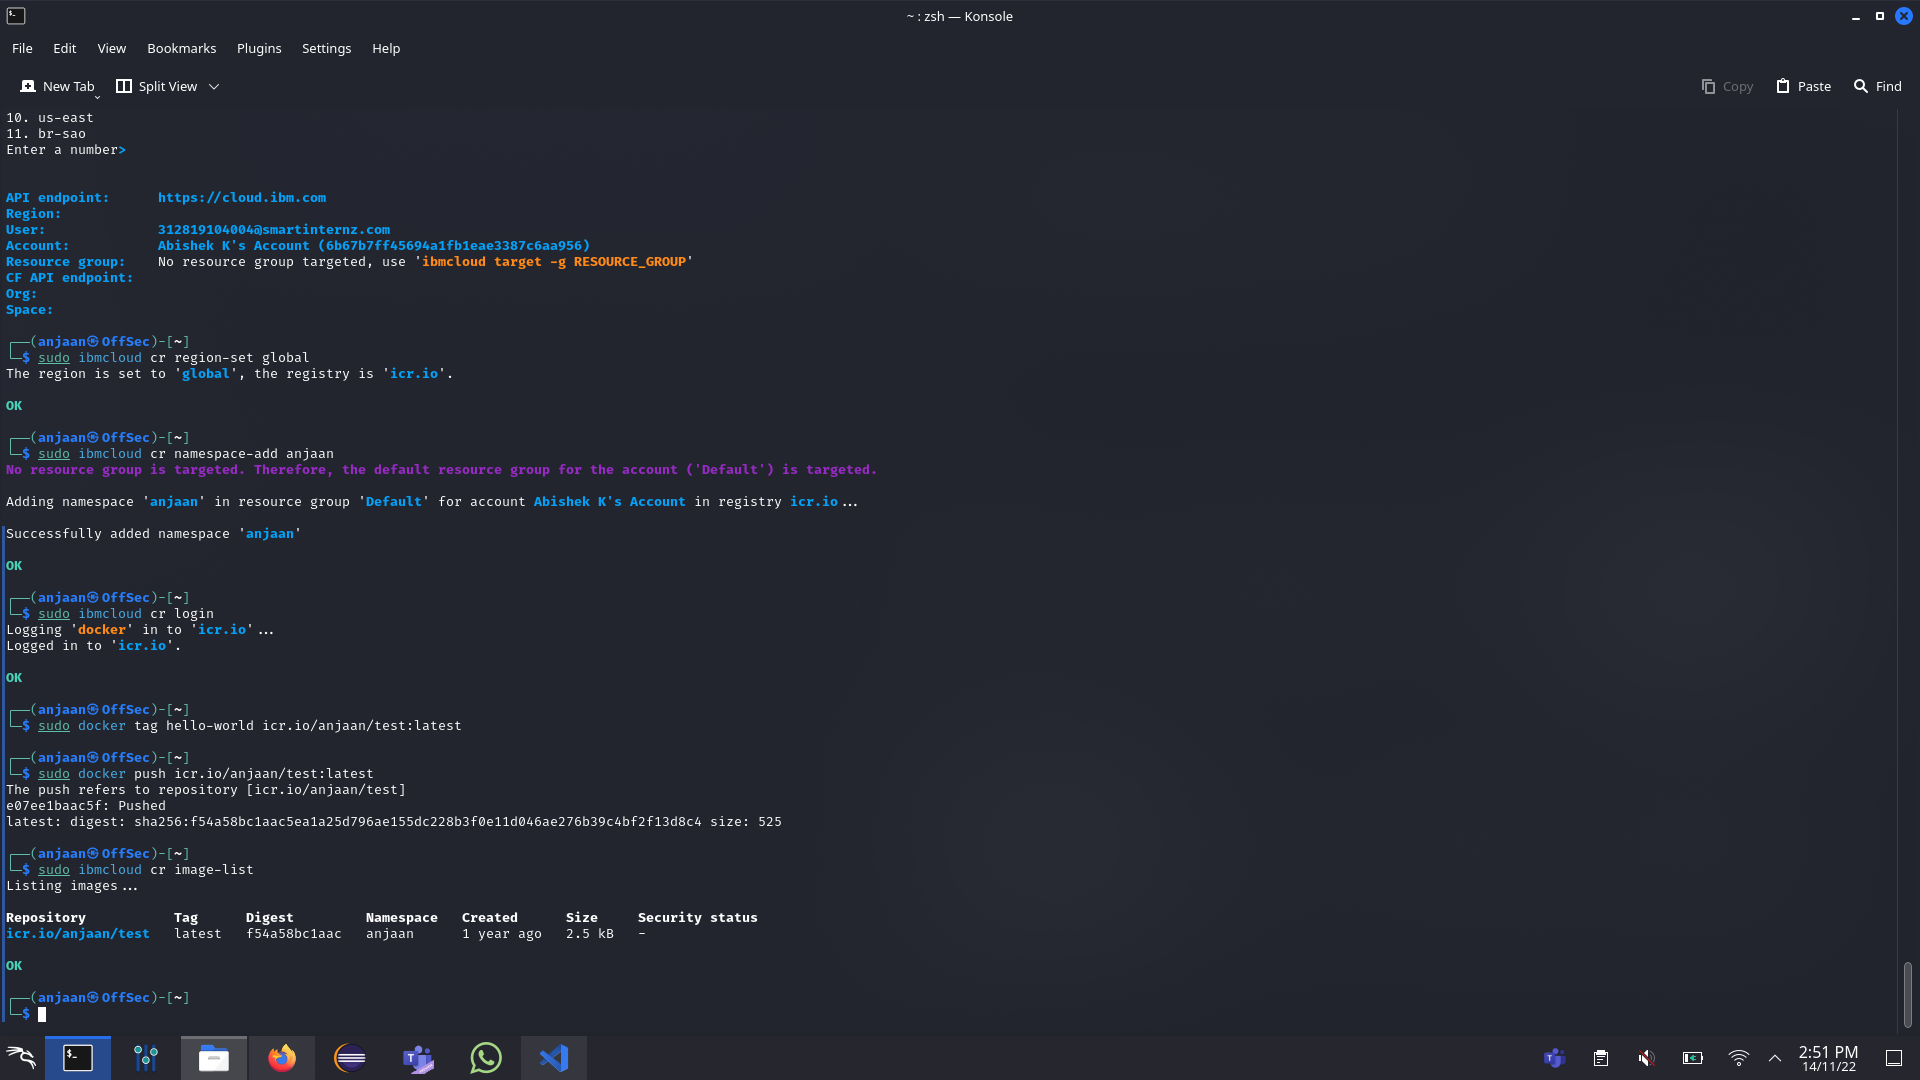 ~ : zsh — Konsole
File Edit View Bookmarks Plugins Settings Help
New Tab Split View Copy Paste Find
10. us-east
11. br-sao
Enter a number>
API endpoint: https://cloud.ibm.com
Region:
User: 312819104004@smartinternz.com
Account: Abishek K's Account (6b67b7ff45694a1fb1eae3387c6aa956)
Resource group: No resource group targeted, use 'ibmcloud target -g RESOURCE_GROUP'
CF API endpoint:
Org:
Space:
┌──(anjaan㉿OffSec)-[~]
└─$ sudo ibmcloud cr region-set global
The region is set to 'global', the registry is 'icr.io'.
OK
┌──(anjaan㉿OffSec)-[~]
└─$ sudo ibmcloud cr namespace-add anjaan
No resource group is targeted. Therefore, the default resource group for the account ('Default') is targeted.
Adding namespace 'anjaan' in resource group 'Default' for account Abishek K's Account in registry icr.io...
Successfully added namespace 'anjaan'
OK
┌──(anjaan㉿OffSec)-[~]
└─$ sudo ibmcloud cr login
Logging 'docker' in to 'icr.io'...
Logged in to 'icr.io'.
OK
┌──(anjaan㉿OffSec)-[~]
└─$ sudo docker tag hello-world icr.io/anjaan/test:latest
┌──(anjaan㉿OffSec)-[~]
└─$ sudo docker push icr.io/anjaan/test:latest
The push refers to repository [icr.io/anjaan/test]
e07ee1baac5f: Pushed
latest: digest: sha256:f54a58bc1aac5ea1a25d796ae155dc228b3f0e11d046ae276b39c4bf2f13d8c4 size: 525
┌──(anjaan㉿OffSec)-[~]
└─$ sudo ibmcloud cr image-list
Listing images...
Repository Tag Digest Namespace Created Size Security status
icr.io/anjaan/test latest f54a58bc1aac anjaan 1 year ago 2.5 kB -
OK
┌──(anjaan㉿OffSec)-[~]
└─$
2:51 PM
14/11/22